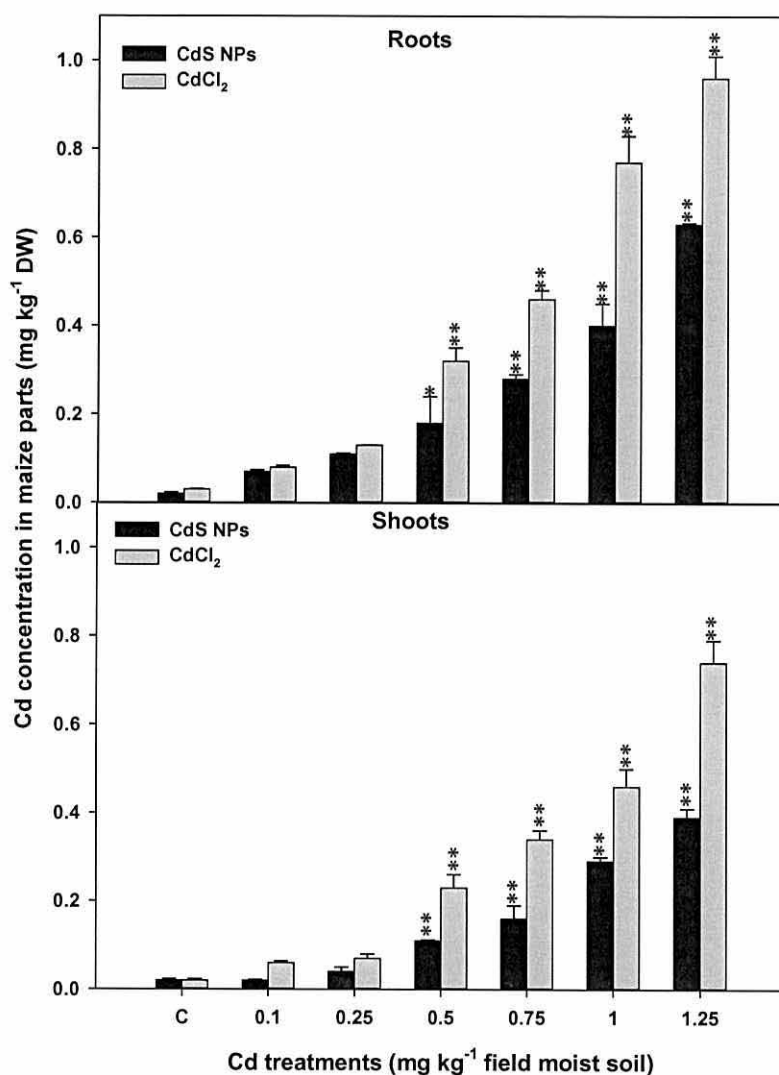 Roots
CdS NPs
CdCl₂
1.0
0.8
0.6
0.4
0.2
0.0
* ** ** ** ** ** ** **
Shoots
CdS NPs
CdCl₂
1.0
0.8
0.6
0.4
0.2
0.0
** ** ** ** ** ** ** **
C 0.1 0.25 0.5 0.75 1 1.25
Cd treatments (mg kg⁻¹ field moist soil)
Cd concentration in maize parts (mg kg⁻¹ DW)